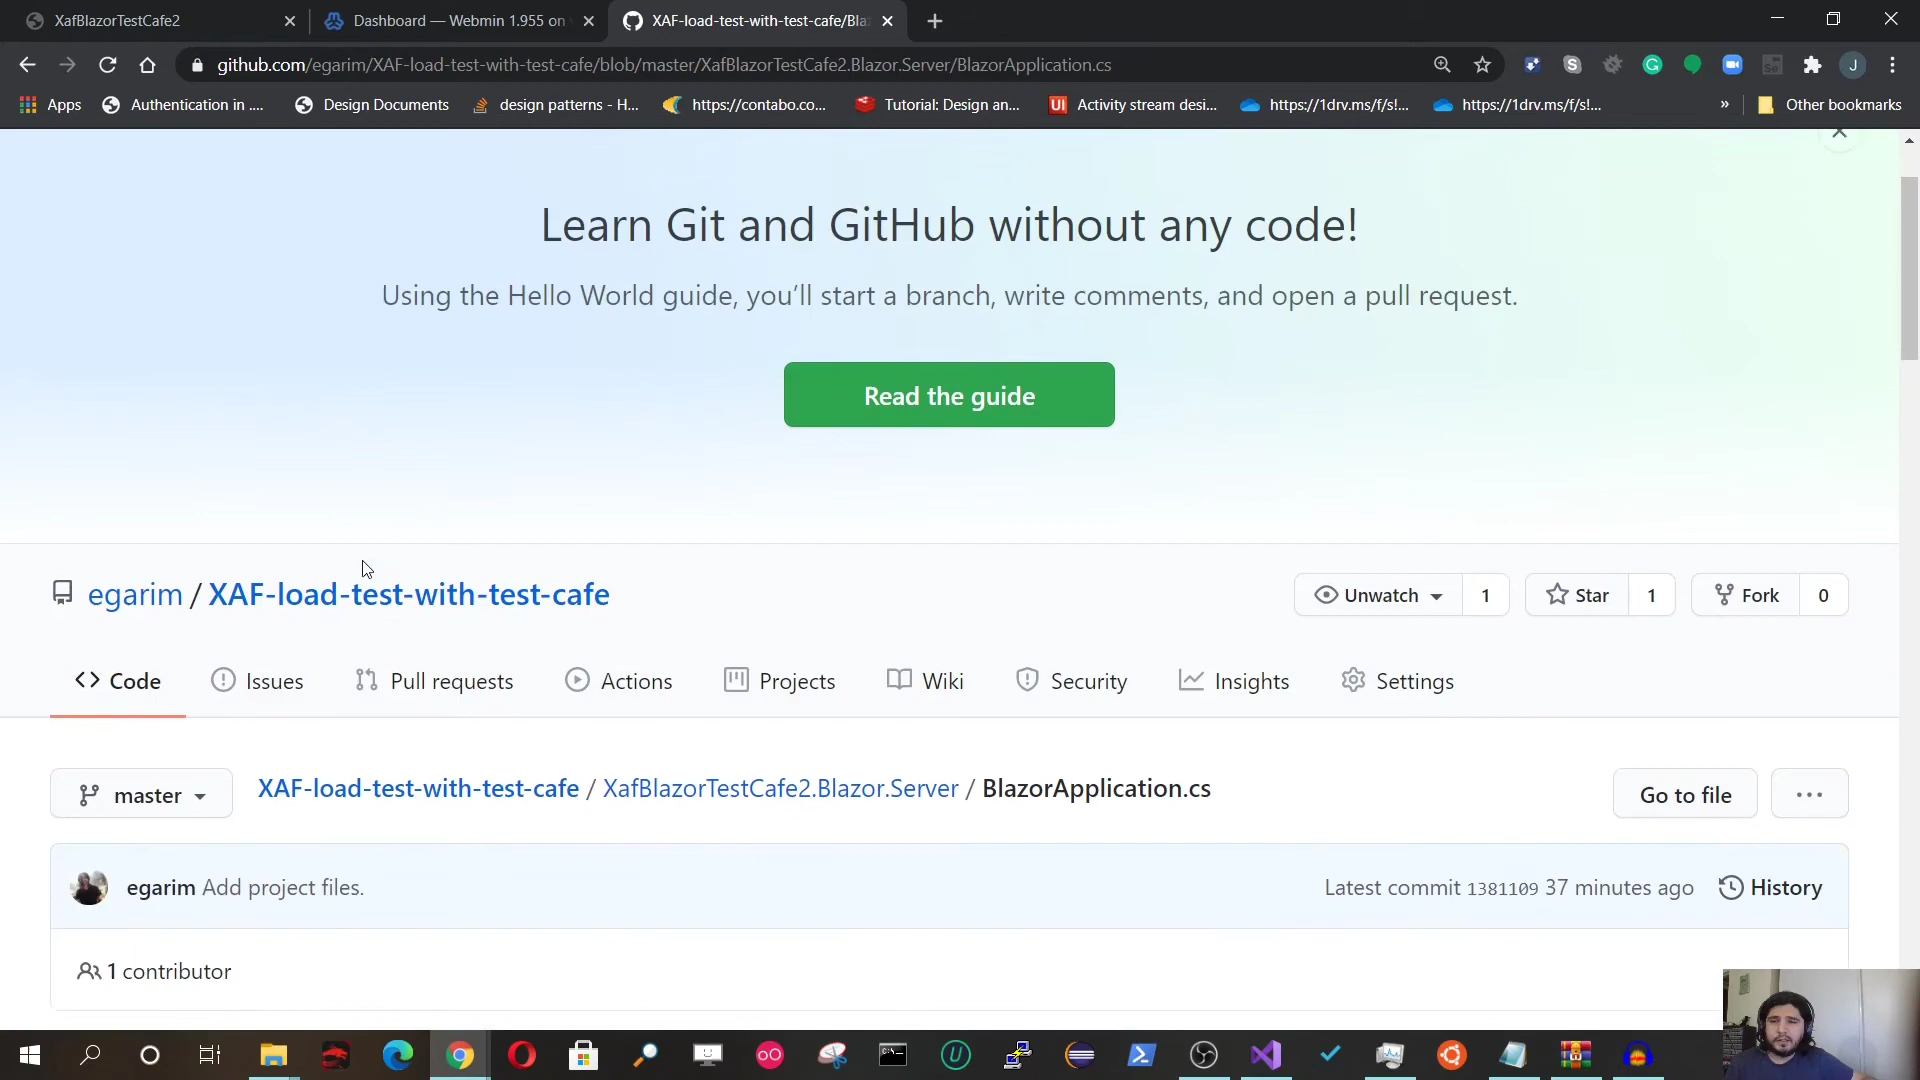 XafBlazorTestCafe2
Dashboard — Webmin 1.955 on
XAF-load-test-with-test-cafe/Bla
github.com/egarim/XAF-load-test-with-test-cafe/blob/master/XafBlazorTestCafe2.Blazor.Server/BlazorApplication.cs
J
Apps
Authentication in ....
Design Documents
design patterns - H...
https://contabo.co...
Tutorial: Design an...
UI Activity stream desi...
https://1drv.ms/f/s!...
https://1drv.ms/f/s!...
»
Other bookmarks
Learn Git and GitHub without any code!
Using the Hello World guide, you’ll start a branch, write comments, and open a pull request.
Read the guide
egarim / XAF-load-test-with-test-cafe
Unwatch 1
Star 1
Fork 0
Code
Issues
Pull requests
Actions
Projects
Wiki
Security
Insights
Settings
master
XAF-load-test-with-test-cafe / XafBlazorTestCafe2.Blazor.Server / BlazorApplication.cs
Go to file
...
egarim Add project files.
Latest commit 1381109 37 minutes ago
History
1 contributor